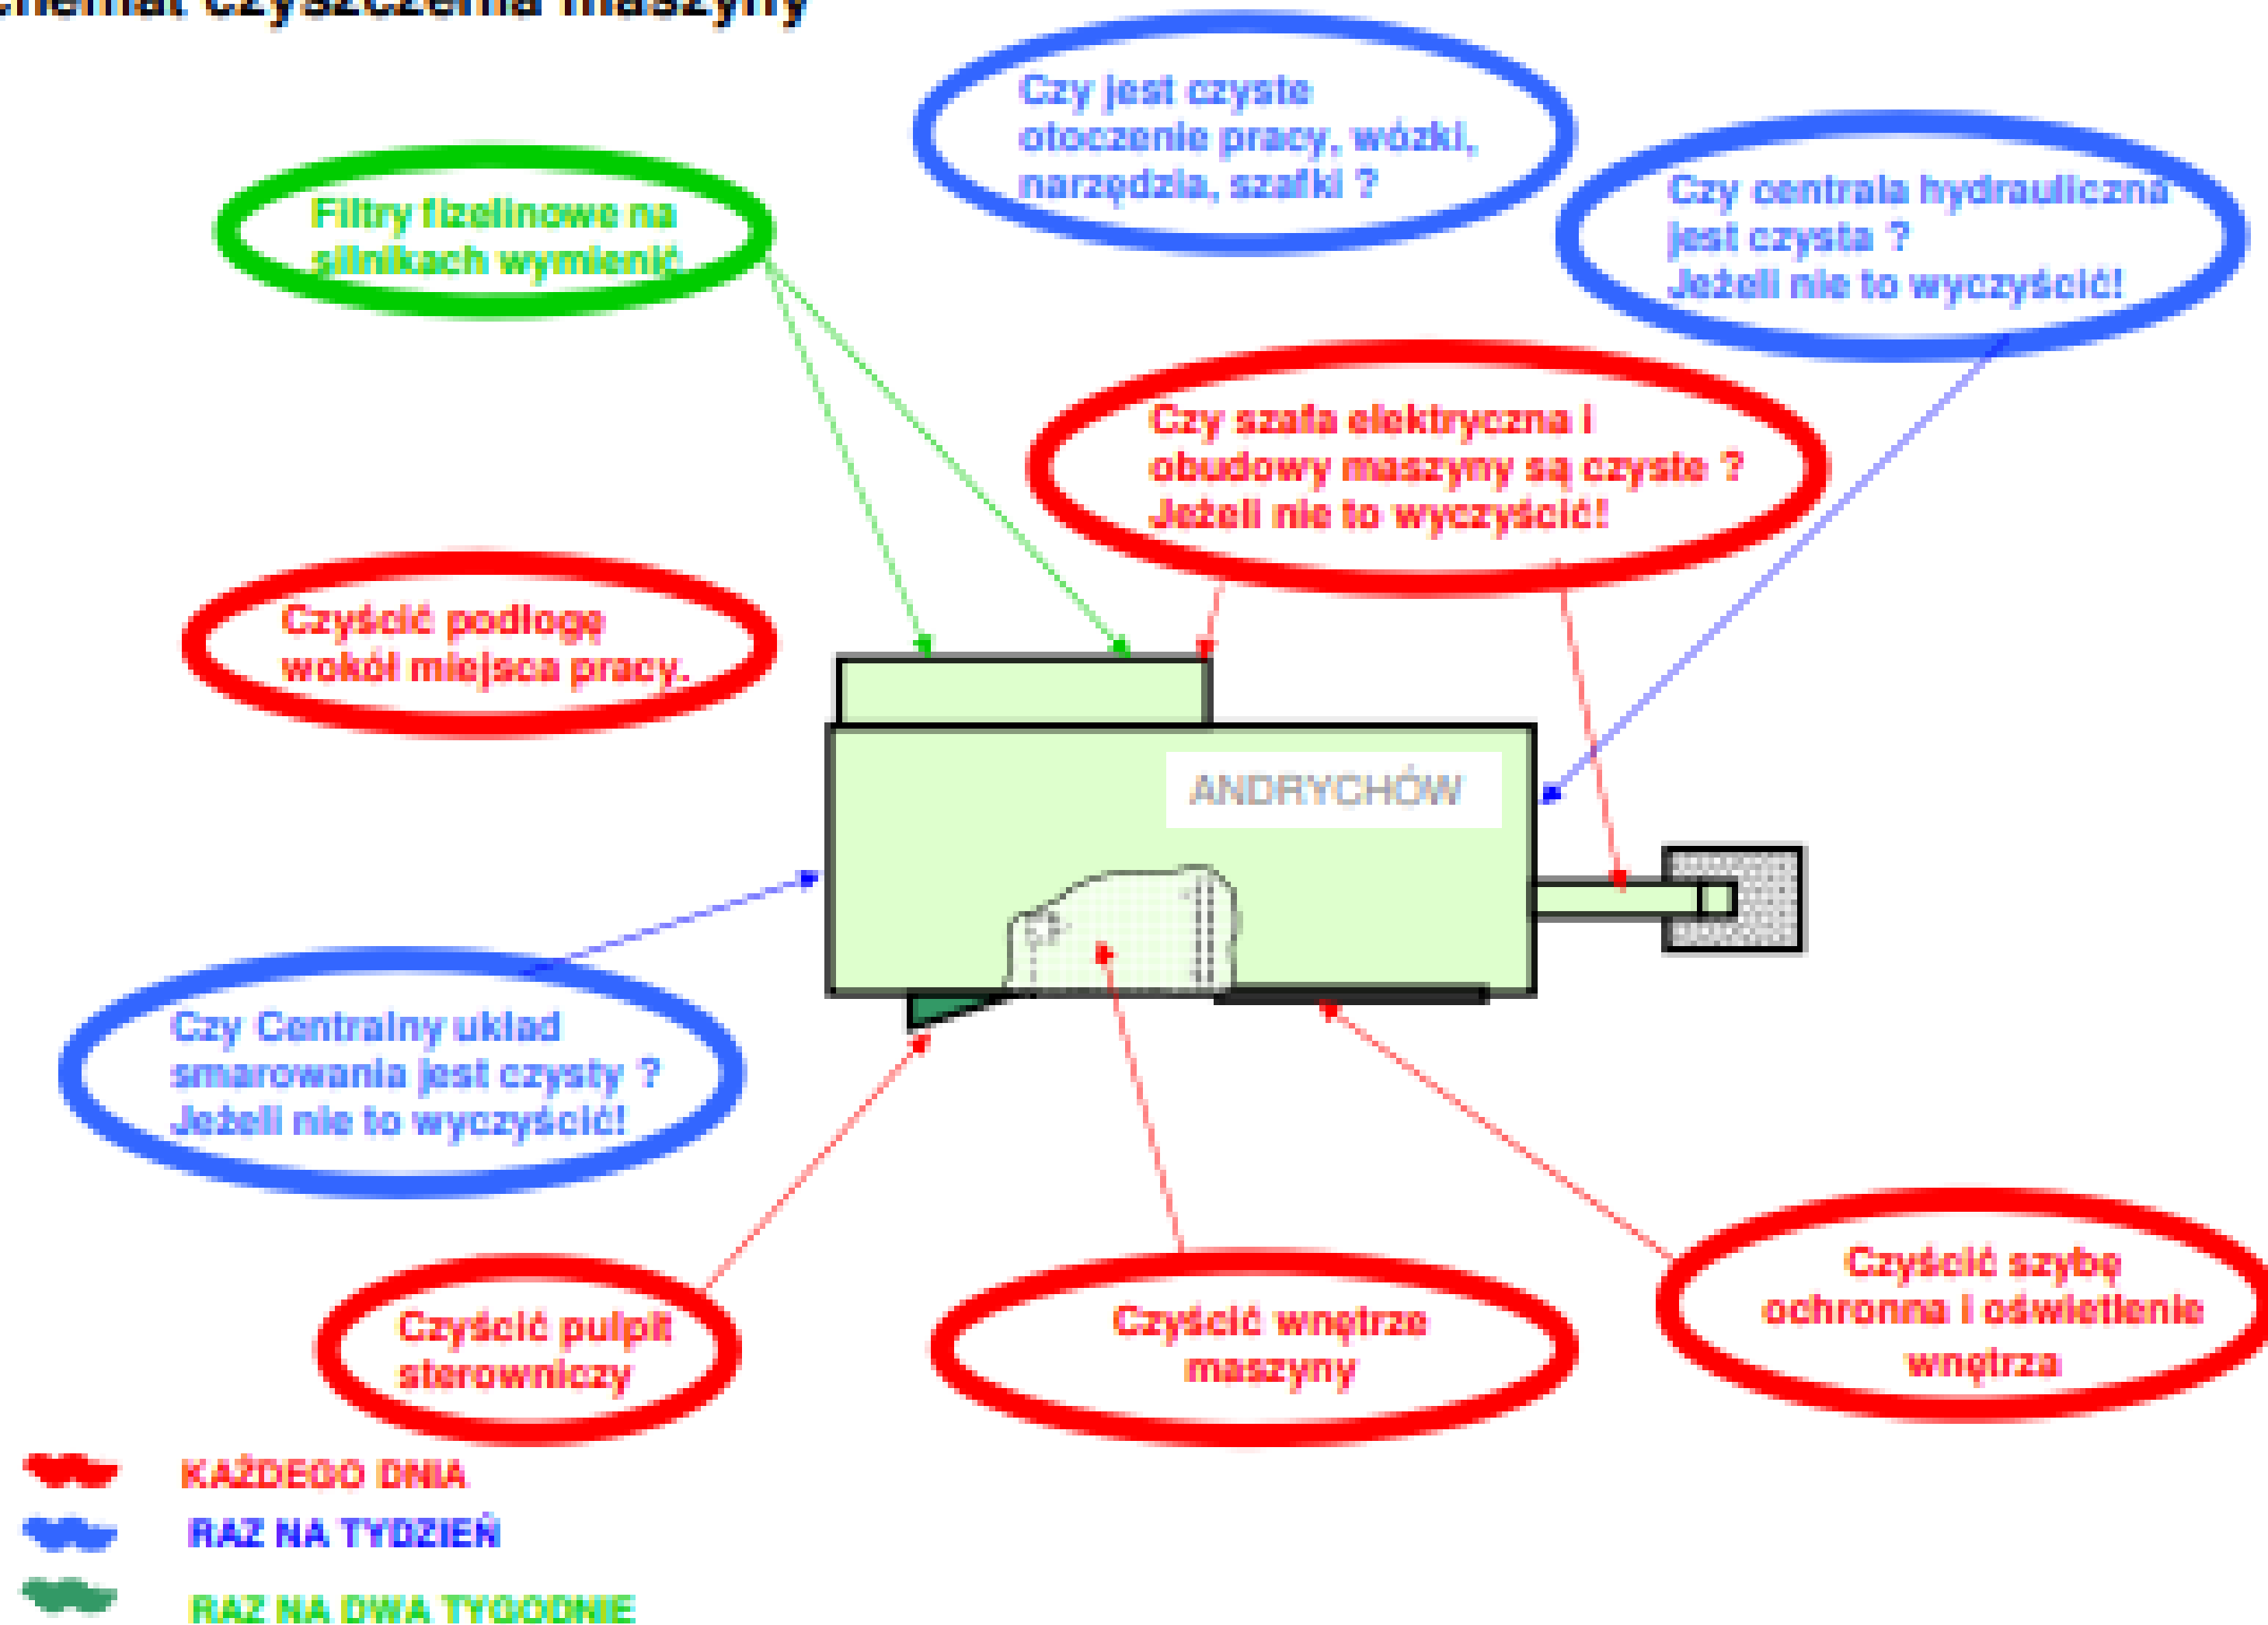 czyszczenia maszyny
Czy jest czyste
otoczenie pracy, wózki,
narzędzia, szafki ?
Czy centrala hydrauliczna
jest czysta ?
Jeżeli nie to wyczyścić!
Filtry fizelinowe na
silnikach wymienić
Czy szafa elektryczna i
obudowy maszyny są czyste ?
Jeżeli nie to wyczyścić!
Czyścić podłogę
wokół miejsca pracy.
ANDRYCHÓW
Czy Centralny układ
smarowania jest czysty ?
Jeżeli nie to wyczyścić!
Czyścić pulpit
sterowniczy
Czyścić wnętrze
maszyny
Czyścić szybę
ochronna i oświetlenie
wnętrza
KAŻDEGO DNIA
RAZ NA TYDZIEŃ
RAZ NA DWA TYGODNIE